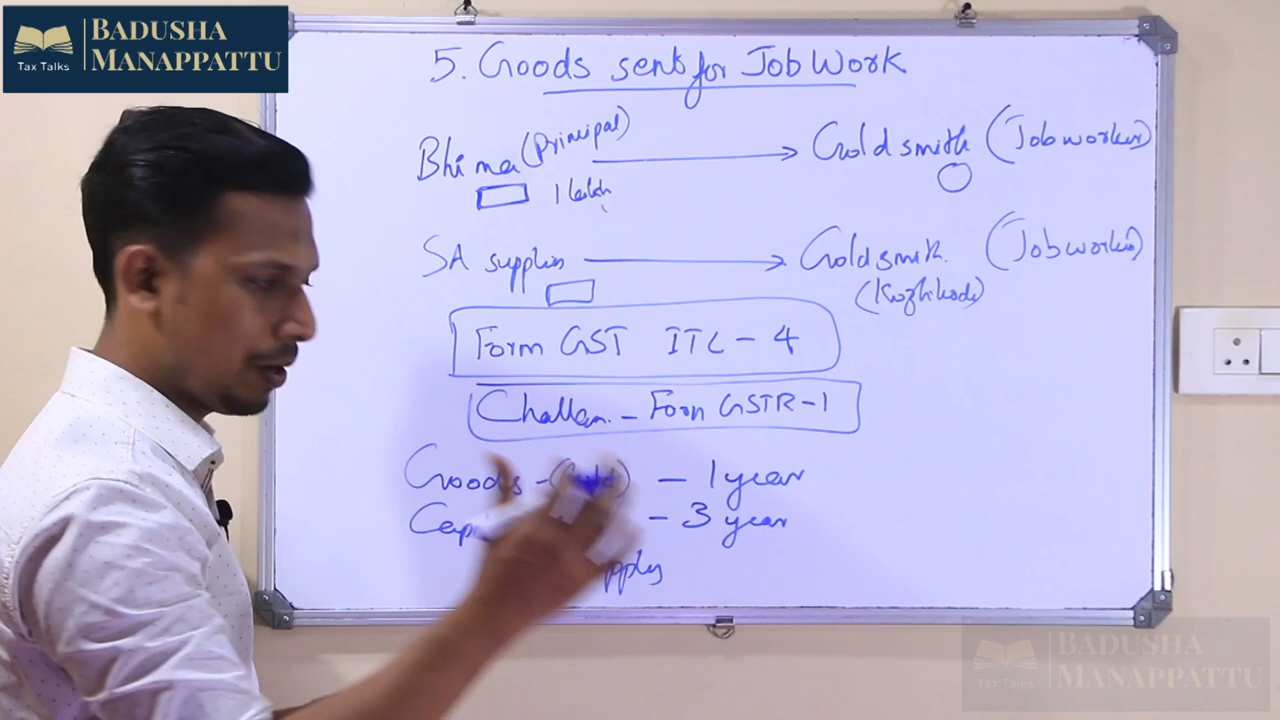 BADUSHA
MANAPPATTU
Tax Talks
5. Goods sent for Job Work
Bhima (Principal) Goldsmith (Job worker)
1 lakh
SA supplies Goldsmith (Job worker)
(Kozhikode)
Form GST ITC - 4
Challan - Form GSTR-1
Goods - (Gold) - 1 year
- 3 year
BADUSHA
MANAPPATTU
Tax Talks